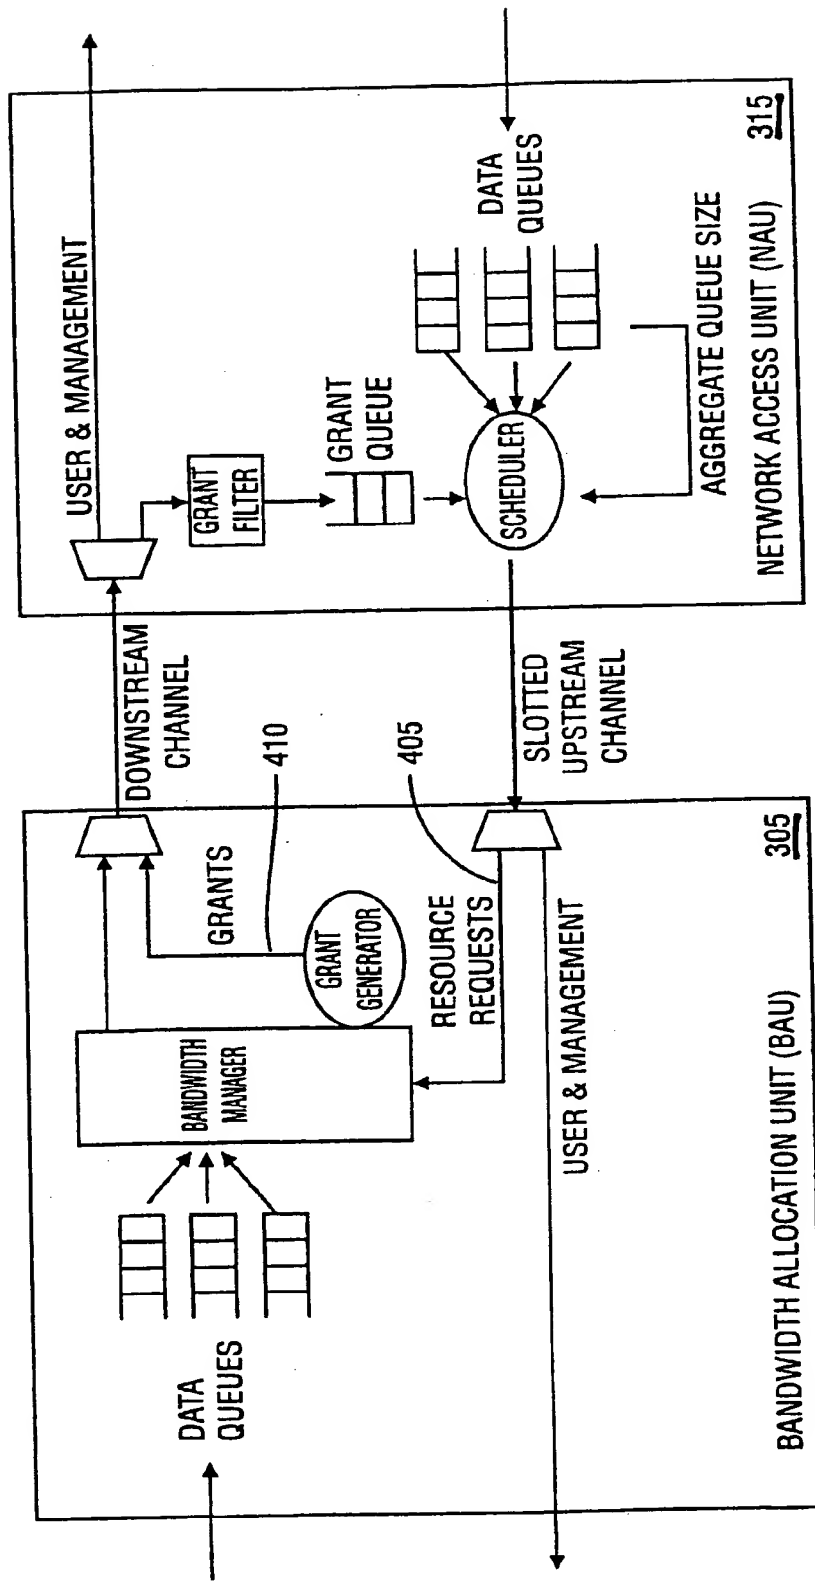 DATA
QUEUES
BANDWIDTH
MANAGER
GRANT
GENERATOR
GRANTS
410
RESOURCE
REQUESTS
405
USER & MANAGEMENT
BANDWIDTH ALLOCATION UNIT (BAU)
305
DOWNSTREAM
CHANNEL
SLOTTED
UPSTREAM
CHANNEL
USER & MANAGEMENT
GRANT
FILTER
GRANT
QUEUE
SCHEDULER
DATA
QUEUES
AGGREGATE QUEUE SIZE
NETWORK ACCESS UNIT (NAU)
315